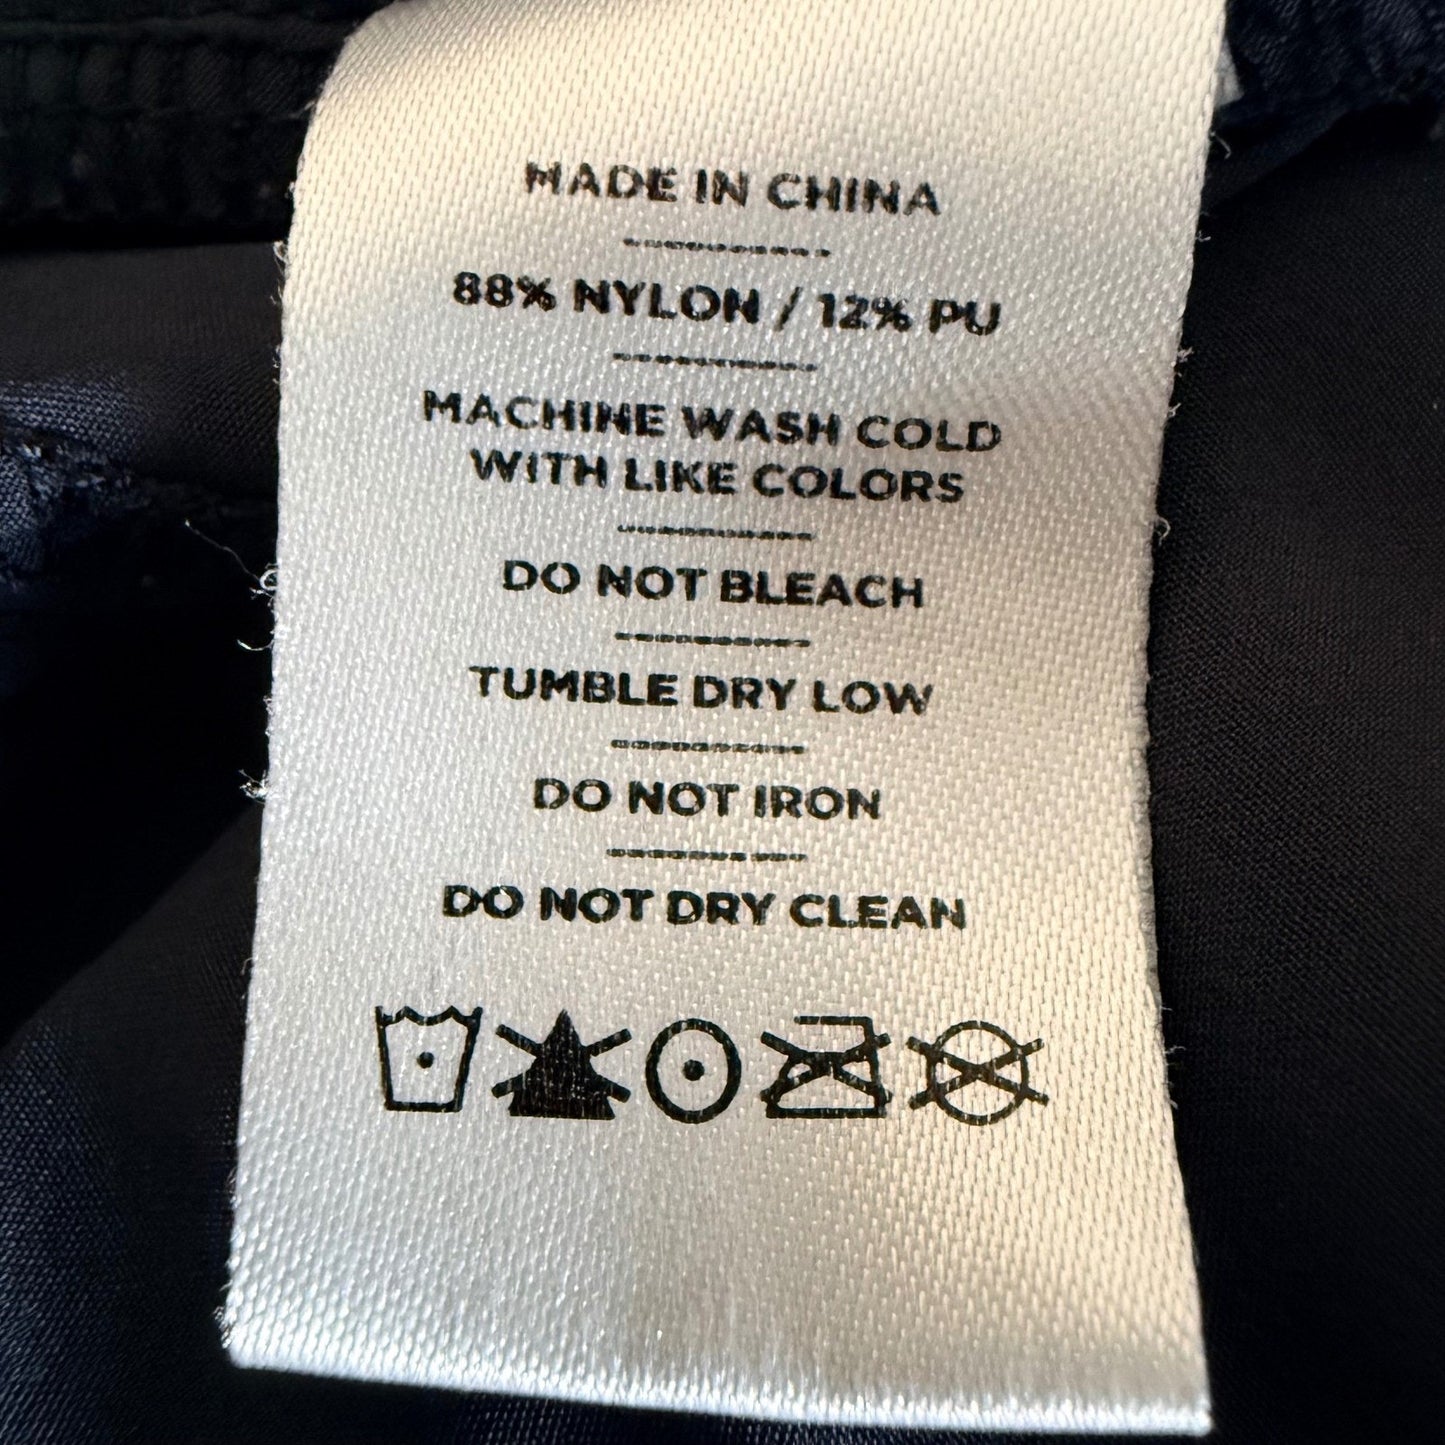 MADE IN CHINA
88% NYLON / 12% PU
MACHINE WASH COLD
WITH LIKE COLORS
DO NOT BLEACH
TUMBLE DRY LOW
DO NOT IRON
DO NOT DRY CLEAN